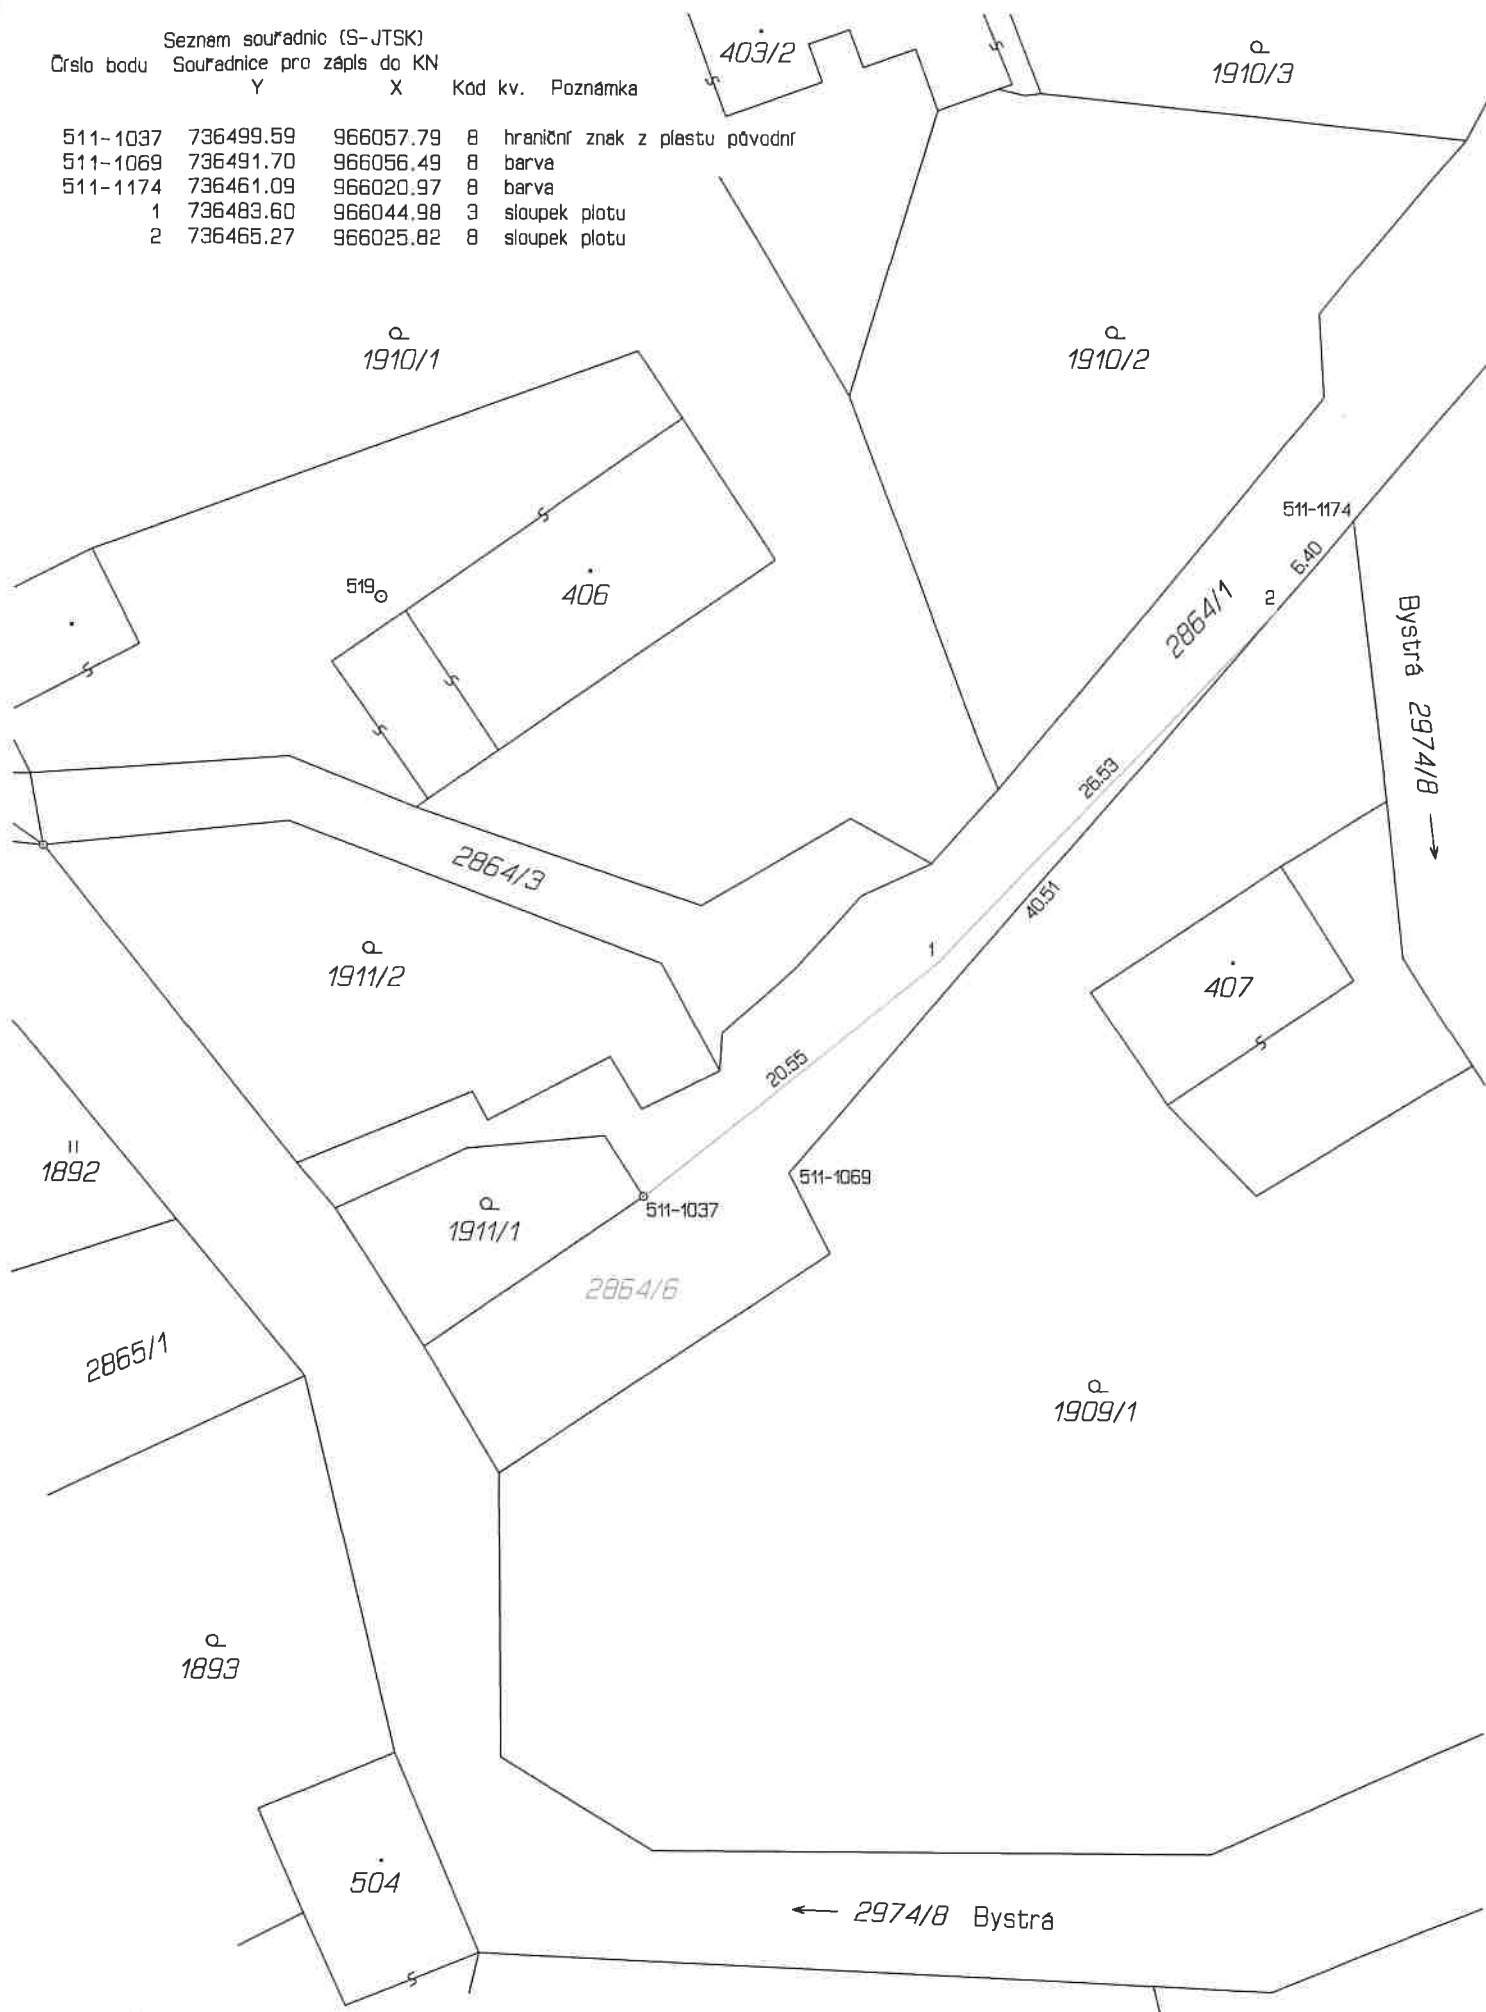 Seznam souřadnic (S-JTSK)
Číslo bodu Souřadnice pro zápis do KN
Y X Kód kv. Poznámka
511-1037 736499.59 966057.79 8 hraniční znak z plastu původní
511-1069 736491.70 966056.49 8 barva
511-1174 736461.09 966020.97 8 barva
1 736483.60 966044.98 3 sloupek plotu
2 736465.27 966025.82 8 sloupek plotu
403/2
1910/3
1910/1
1910/2
511-1174
6.40
2
519
406
2864/1
Bystrá 2974/8
26.53
2864/3
40.51
1
1911/2
407
20.55
1892
511-1069
511-1037
1911/1
2864/6
2865/1
1909/1
1893
504
2974/8 Bystrá